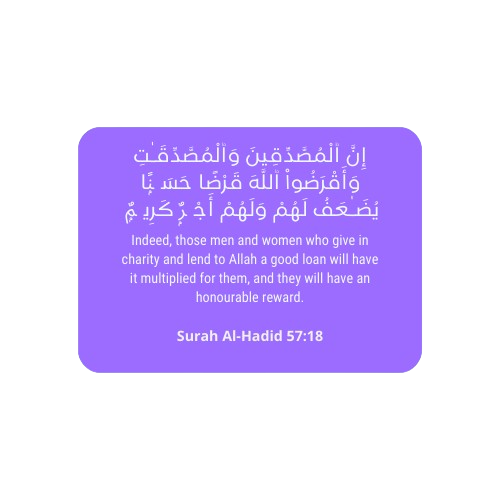 إِنَّ ٱلْمُصَّدِّقِينَ وَٱلْمُصَّدِّقَـٰتِ
وَأَقْرَضُوا۟ ٱللَّهَ قَرْضًا حَسَنًۭا
يُضَـٰعَفُ لَهُمْ وَلَهُمْ أَجْرٌۭ كَرِيمٌۭ
Indeed, those men and women who give in
charity and lend to Allah a good loan will have
it multiplied for them, and they will have an
honourable reward.
Surah Al-Hadid 57:18